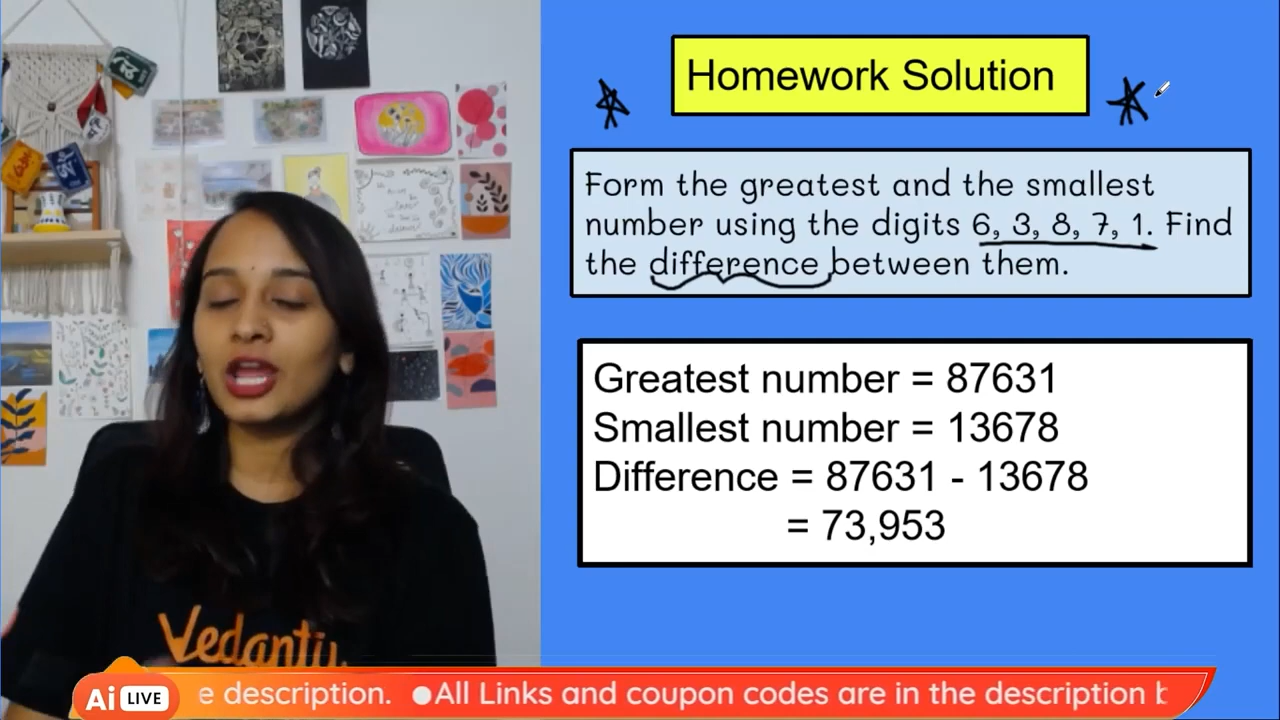 Homework Solution
Form the greatest and the smallest
number using the digits 6, 3, 8, 7, 1. Find
the difference between them.
Greatest number = 87631
Smallest number = 13678
Difference = 87631 - 13678
= 73,953
Vedantu
Ai LIVE
e description. ●All Links and coupon codes are in the description b